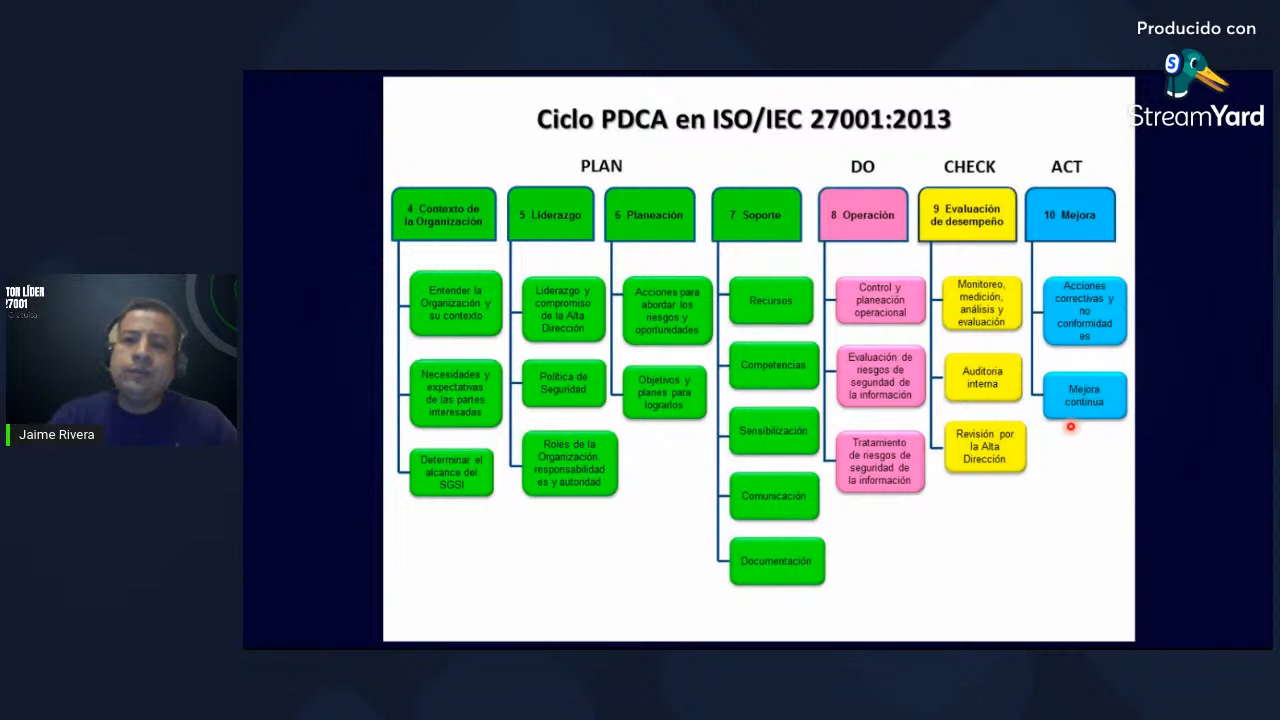 Producido con
StreamYard
Ciclo PDCA en ISO/IEC 27001:2013
PLAN
DO
CHECK
ACT
4 Contexto de
la Organización
5 Liderazgo
6 Planeación
7 Soporte
8 Operación
9 Evaluación
de desempeño
10 Mejora
Entender la
Organización y
su contexto
Necesidades y
expectativas
de las partes
interesadas
Determinar el
alcance del
SGSI
Liderazgo y
compromiso
de la Alta
Dirección
Política de
Seguridad
Roles de la
Organización,
responsabilidad
es y autoridad
Acciones para
abordar los
riesgos y
oportunidades
Objetivos y
planes para
lograrlos
Recursos
Competencias
Sensibilización
Comunicación
Documentación
Control y
planeación
operacional
Evaluación de
riesgos de
seguridad de
la información
Tratamiento
de riesgos de
seguridad de
la información
Monitoreo,
medición,
análisis y
evaluación
Auditoria
interna
Revisión por
la Alta
Dirección
Acciones
correctivas y
no
conformidad
es
Mejora
continua
TOR LÍDER
27001
Gratuita
Jaime Rivera